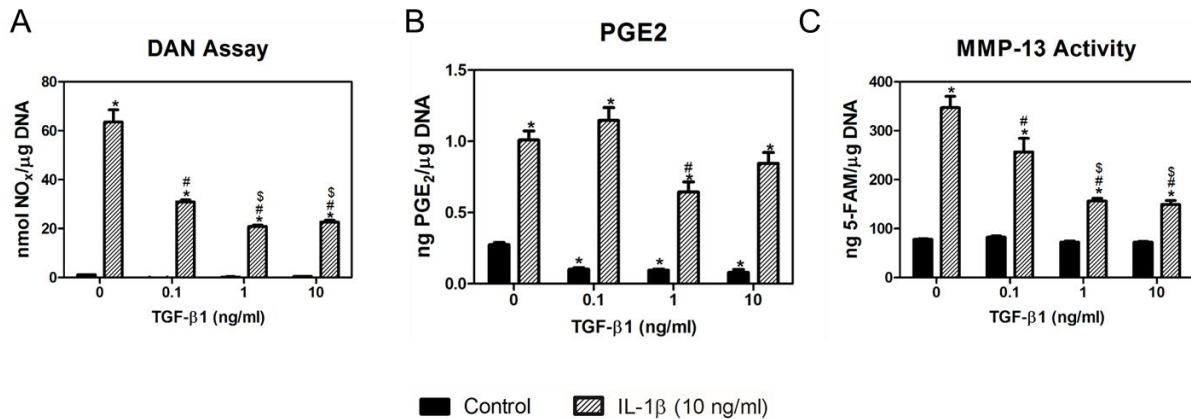 A
DAN Assay
nmol NOₓ/µg DNA
80
60
40
20
0
*
#
*
$
#
*
$
#
*
0 0.1 1 10
TGF-β1 (ng/ml)
B
PGE2
ng PGE₂/µg DNA
1.5
1.0
0.5
0.0
*
*
*
*
#
*
*
*
*
0 0.1 1 10
TGF-β1 (ng/ml)
C
MMP-13 Activity
ng 5-FAM/µg DNA
400
300
200
100
0
*
#
*
$
#
*
$
#
*
0 0.1 1 10
TGF-β1 (ng/ml)
Control IL-1β (10 ng/ml)